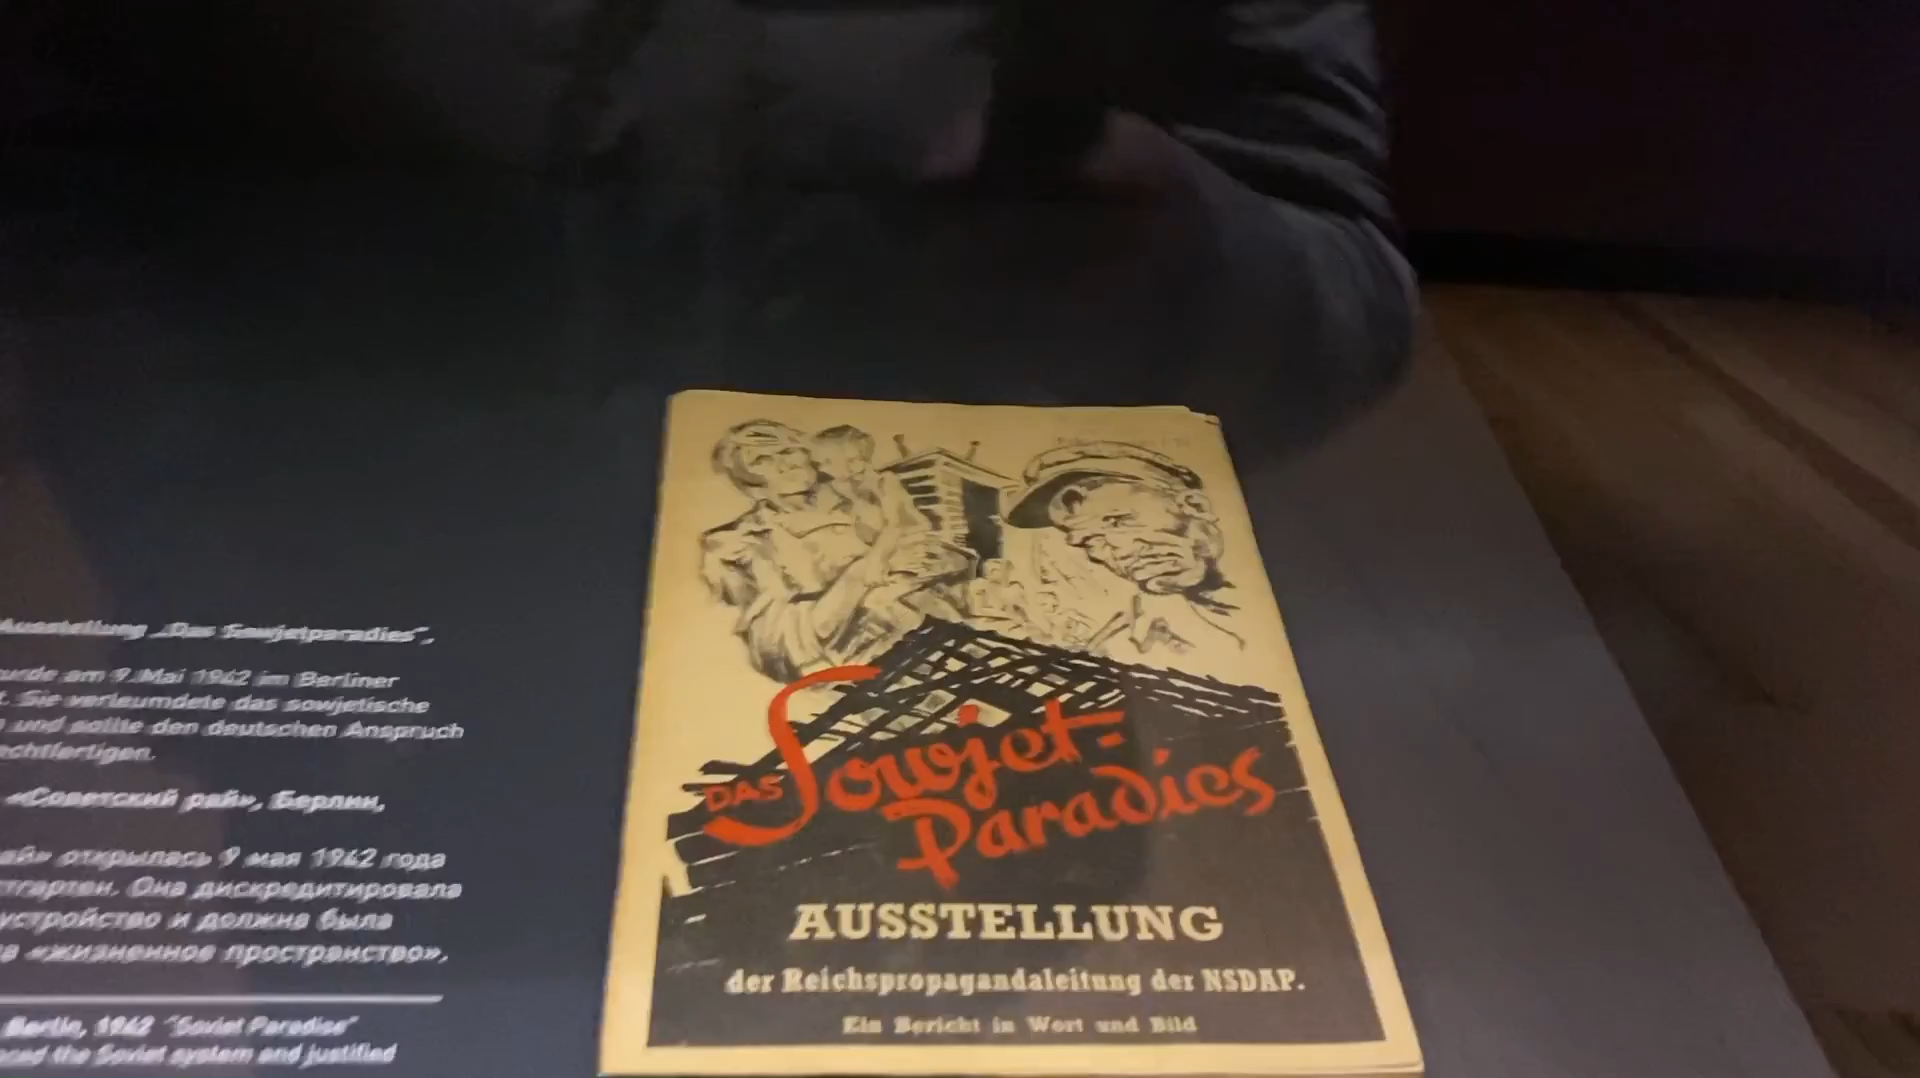 Ausstellung „Das Sowjetparadies“,
wurde am 9. Mai 1942 im Berliner
Sie verleumdete das sowjetische
und sollte den deutschen Anspruch
echtfertigen.
«Советский рай», Берлин,
ай» открылась 9 мая 1942 года
тгартен. Она дискредитировала
устройство и должна была
«жизненное пространство».
Berlin, 1942 "Soviet Paradise"
the Soviet system and justified
DAS Sowjet-
Paradies
AUSSTELLUNG
der Reichspropagandaleitung der NSDAP.
Ein Bericht in Wort und Bild